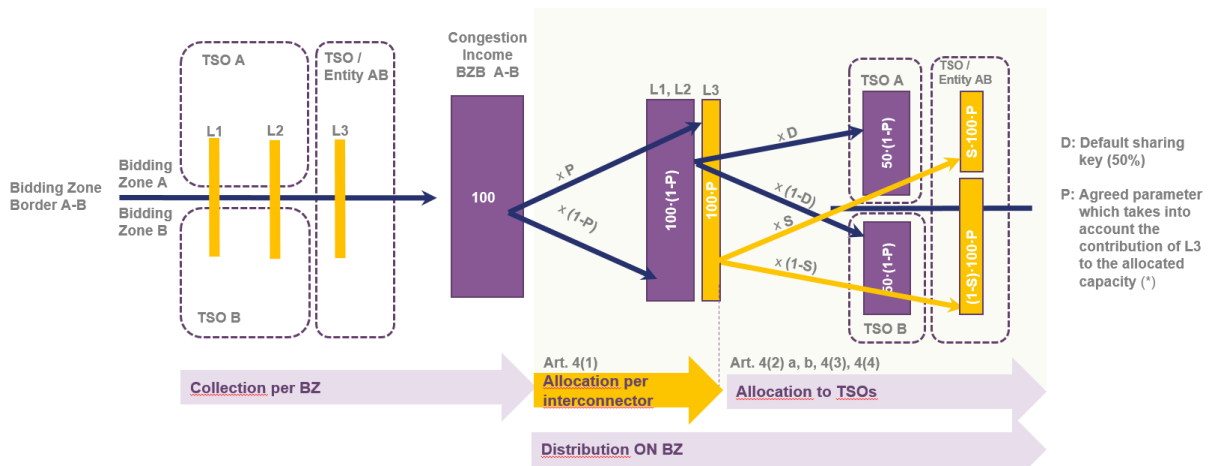 TSO A
TSO /
Entity AB
L1
L2
L3
Bidding Zone
Border A-B
Bidding
Zone A
Bidding
Zone B
TSO B
Congestion
Income
BZB A-B
100
x P
x (1-P)
L1, L2
L3
100·(1-P)
100·P
x D
x (1-D)
x S
x (1-S)
TSO A
50·(1-P)
50·(1-P)
TSO B
TSO /
Entity AB
S·100·P
(1-S)·100·P
D: Default sharing
key (50%)
P: Agreed parameter
which takes into
account the
contribution of L3
to the allocated
capacity (*)
Collection per BZ
Art. 4(1)
Allocation per
interconnector
Art. 4(2) a, b, 4(3), 4(4)
Allocation to TSOs
Distribution ON BZ